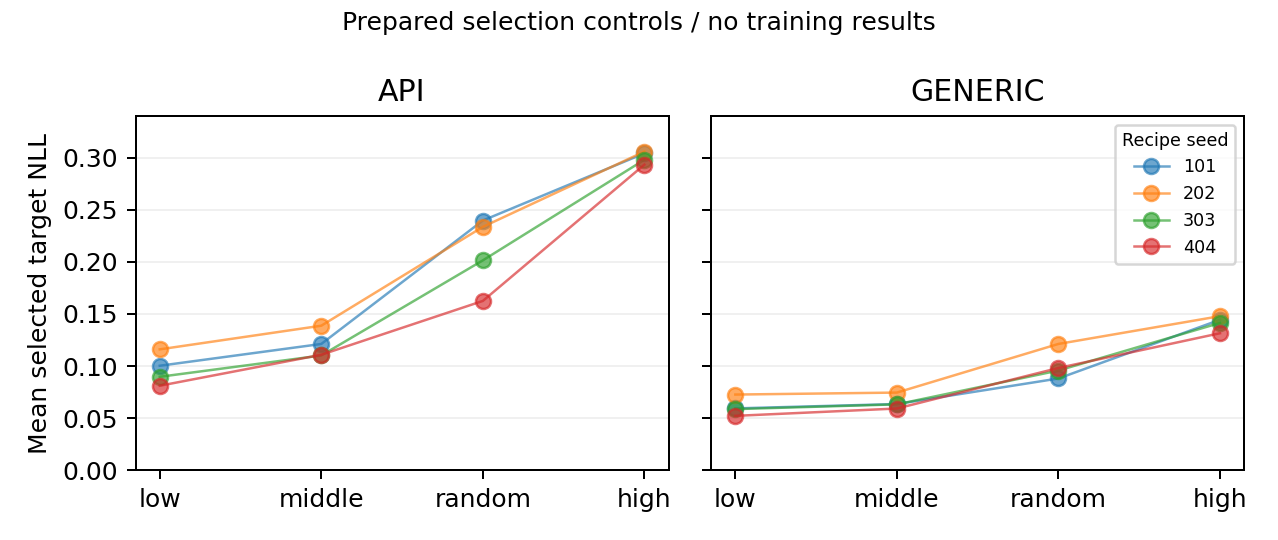 Prepared selection controls / no training results
API
GENERIC
Mean selected target NLL
0.30
0.25
0.20
0.15
0.10
0.05
0.00
low middle random high
low middle random high
Recipe seed
101
202
303
404